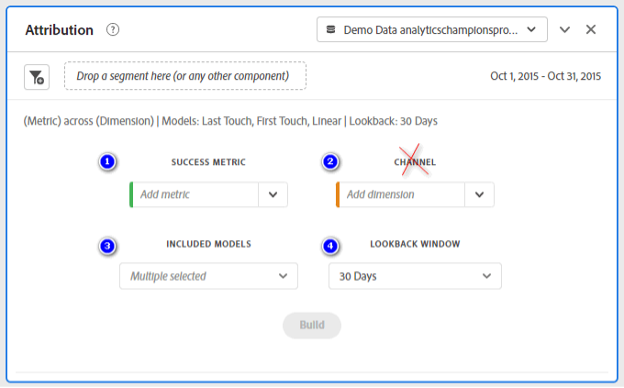 Attribution ? Demo Data analyticschampionspro...
Drop a segment here (or any other component) Oct 1, 2015 - Oct 31, 2015
(Metric) across (Dimension) | Models: Last Touch, First Touch, Linear | Lookback: 30 Days
1 SUCCESS METRIC 2 CHANNEL
Add metric Add dimension
3 INCLUDED MODELS 4 LOOKBACK WINDOW
Multiple selected 30 Days
Build